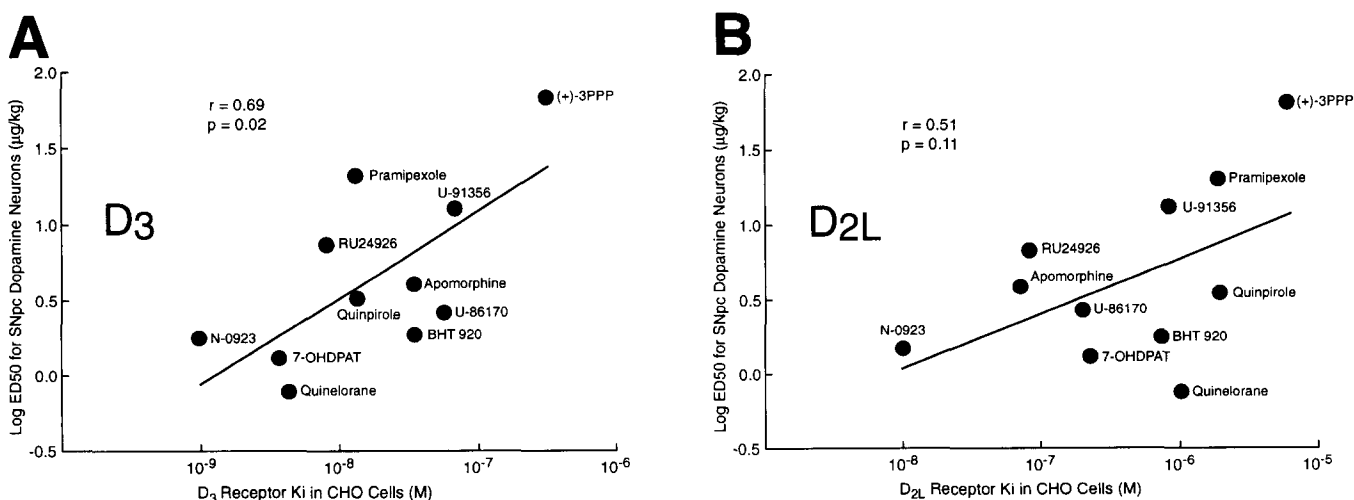 A
Log ED50 for SNpc Dopamine Neurons (µg/kg)
2.0
1.5
1.0
0.5
0.0
-0.5
r = 0.69
p = 0.02
D3
(+)-3PPP
Pramipexole
U-91356
RU24926
Apomorphine
Quinpirole
U-86170
N-0923
BHT 920
7-OHDPAT
Quinelorane
10-9
10-8
10-7
10-6
D3 Receptor Ki in CHO Cells (M)
B
Log ED50 for SNpc Dopamine Neurons (µg/kg)
2.0
1.5
1.0
0.5
0.0
-0.5
r = 0.51
p = 0.11
D2L
(+)-3PPP
Pramipexole
U-91356
RU24926
Apomorphine
Quinpirole
U-86170
N-0923
BHT 920
7-OHDPAT
Quinelorane
10-8
10-7
10-6
10-5
D2L Receptor Ki in CHO Cells (M)